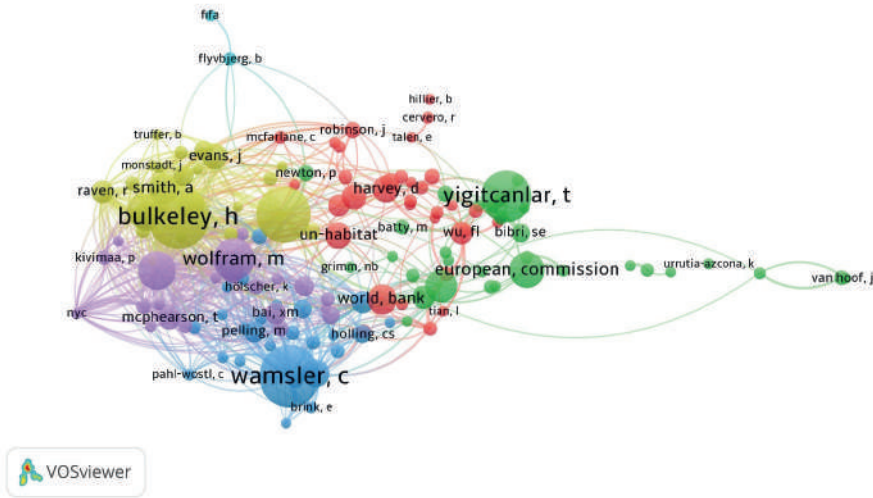 fifa
flyvbjerg, b
hillier, b
cervero, r
truffer, b
mcfarlane, c
robinson, j
talen, e
evans, j
monstadt, j
newton, p
raven, r
smith, a
harvey, d
yigitcanlar, t
bulkeley, h
batty, m
un-habitat
wu, fl
bibri, se
kivimaa, p
wolfram, m
grimm, nb
european, commission
urrutia-azcona, k
van hoof, j
hölscher, k
world, bank
nyc
mcphearson, t
bai, xm
tian, l
pelling, m
holling, cs
pahl-wostl, c
wamsler, c
brink, e
VOSviewer